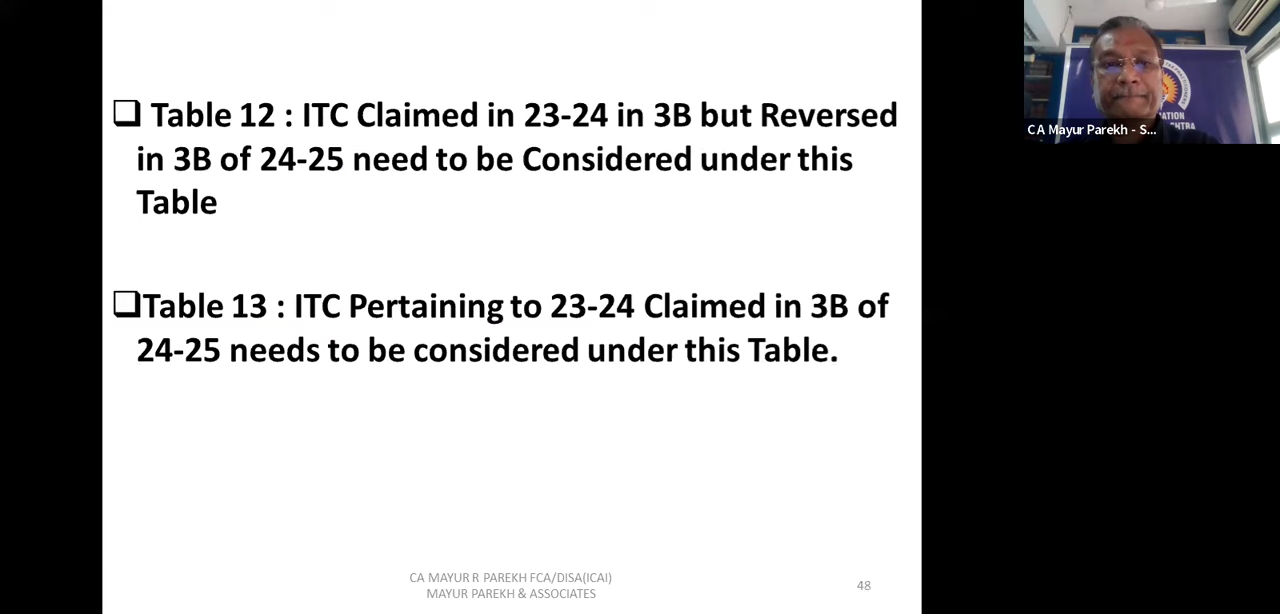 Table 12 : ITC Claimed in 23-24 in 3B but Reversed
in 3B of 24-25 need to be Considered under this
Table
Table 13 : ITC Pertaining to 23-24 Claimed in 3B of
24-25 needs to be considered under this Table.
CA MAYUR R PAREKH FCA/DISA(ICAI)
MAYUR PAREKH & ASSOCIATES
48
CA Mayur Parekh - S...